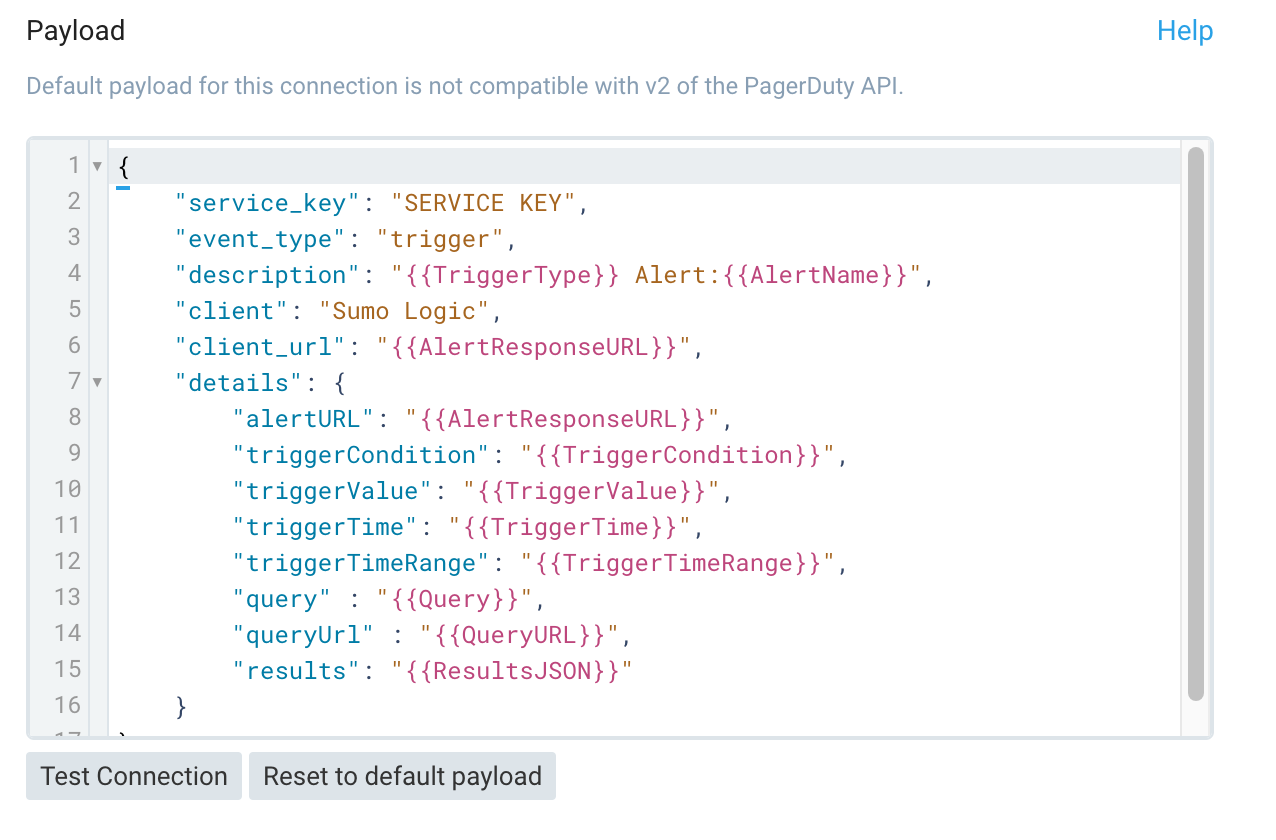 Payload
Help
Default payload for this connection is not compatible with v2 of the PagerDuty API.
1 {
2 "service_key": "SERVICE KEY",
3 "event_type": "trigger",
4 "description": "{{TriggerType}} Alert:{{AlertName}}",
5 "client": "Sumo Logic",
6 "client_url": "{{AlertResponseURL}}",
7 "details": {
8 "alertURL": "{{AlertResponseURL}}",
9 "triggerCondition": "{{TriggerCondition}}",
10 "triggerValue": "{{TriggerValue}}",
11 "triggerTime": "{{TriggerTime}}",
12 "triggerTimeRange": "{{TriggerTimeRange}}",
13 "query" : "{{Query}}",
14 "queryUrl" : "{{QueryURL}}",
15 "results": "{{ResultsJSON}}"
16 }
17 }
Test Connection
Reset to default payload